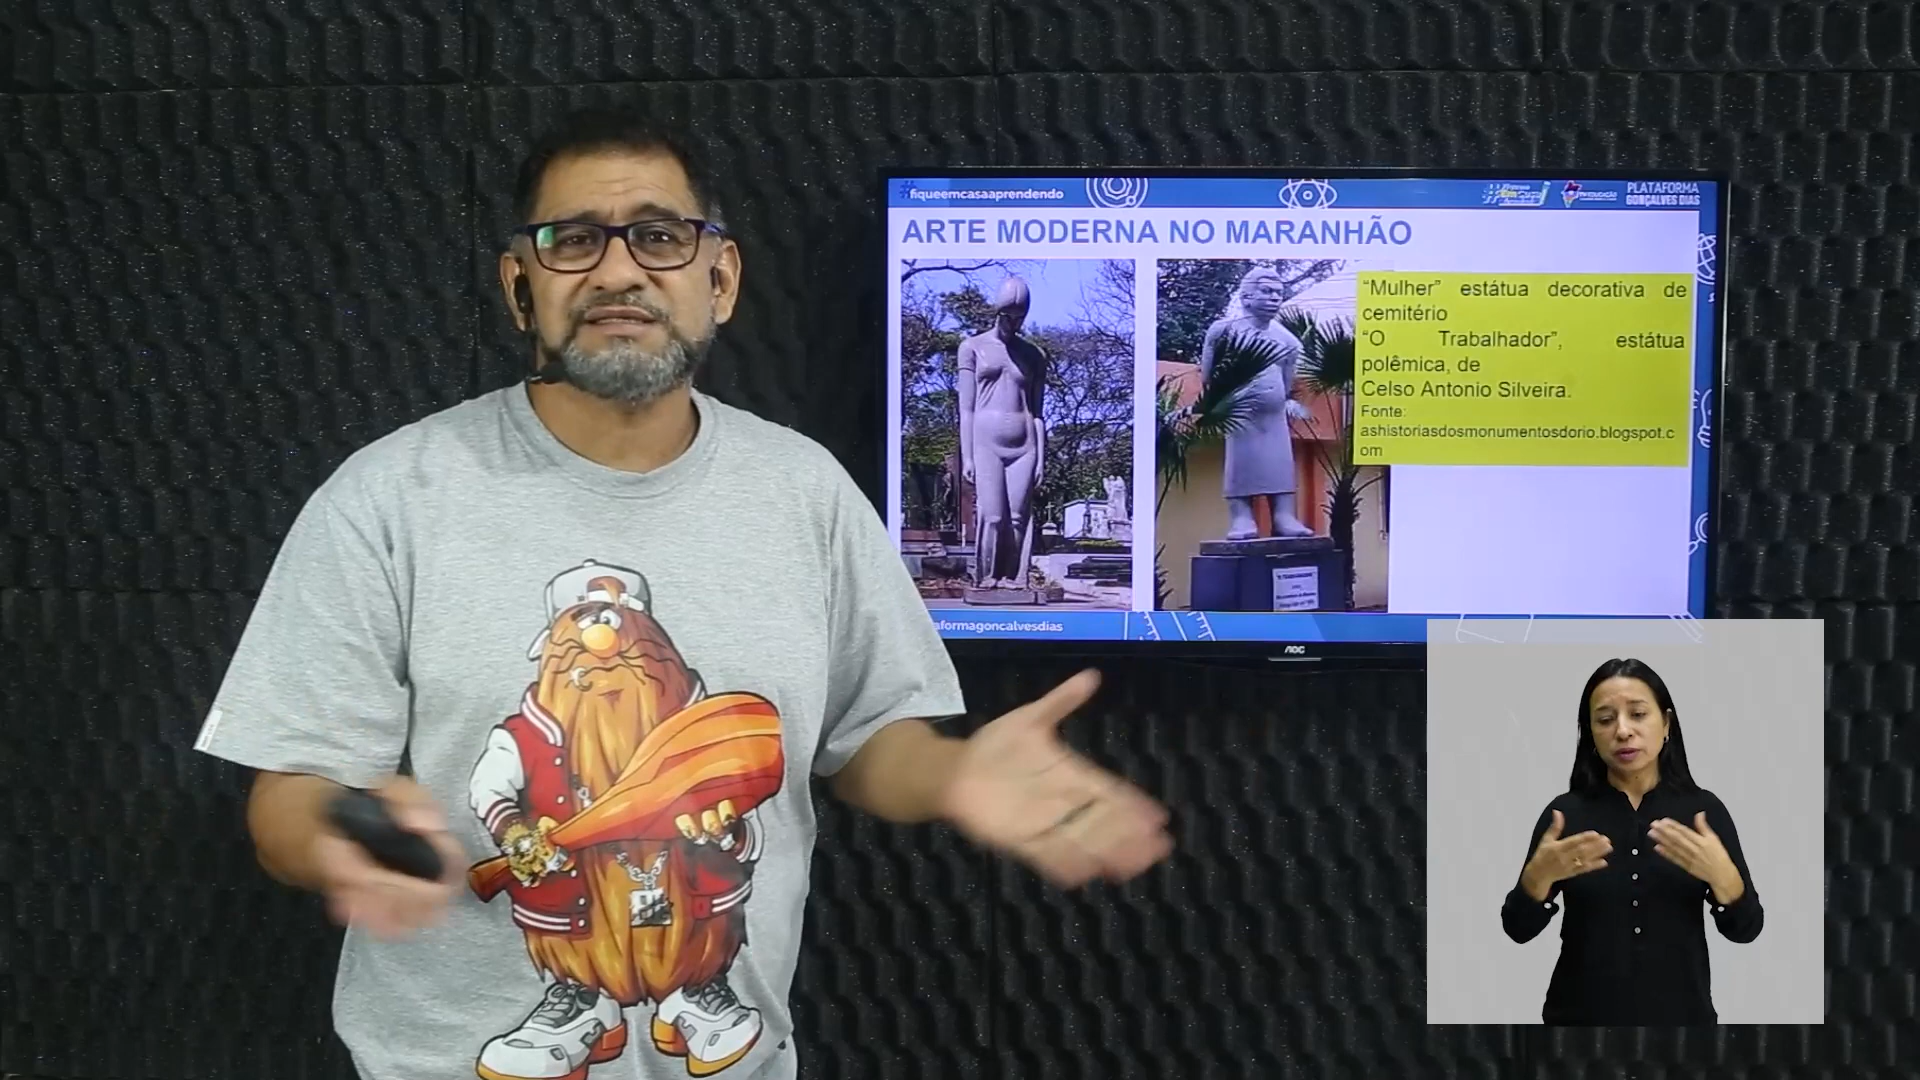 #fiqueemcasaaprendendo
PLATAFORMA
GONÇALVES DIAS
ARTE MODERNA NO MARANHÃO
“Mulher” estátua decorativa de
cemitério
“O Trabalhador”, estátua
polêmica, de
Celso Antonio Silveira.
Fonte:
ashistoriasdosmonumentosdorio.blogspot.c
om
aformagoncalvesdias
AOC